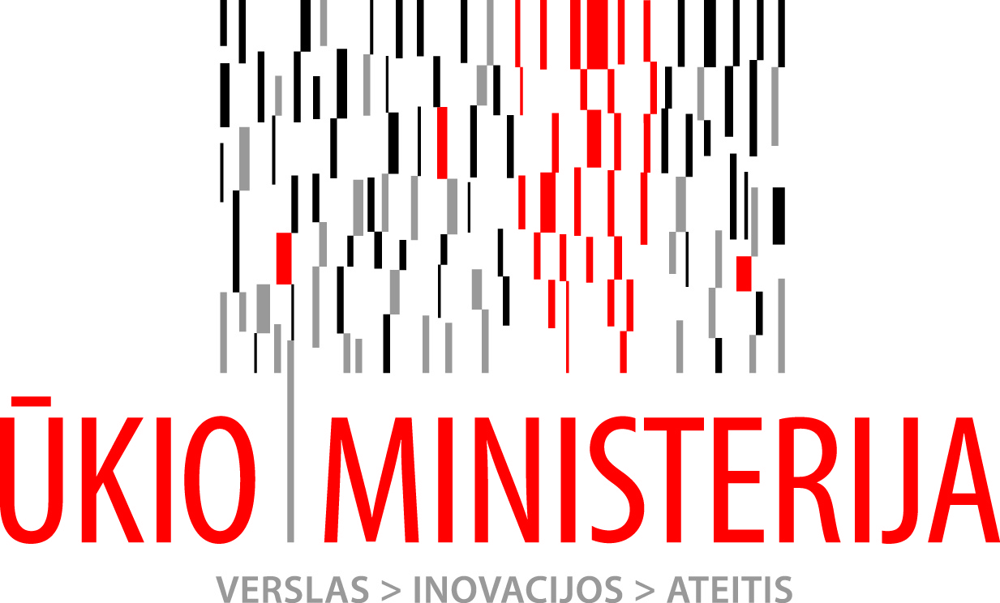 ŪKIO MINISTERIJA
VERSLAS > INOVACIJOS > ATEITIS